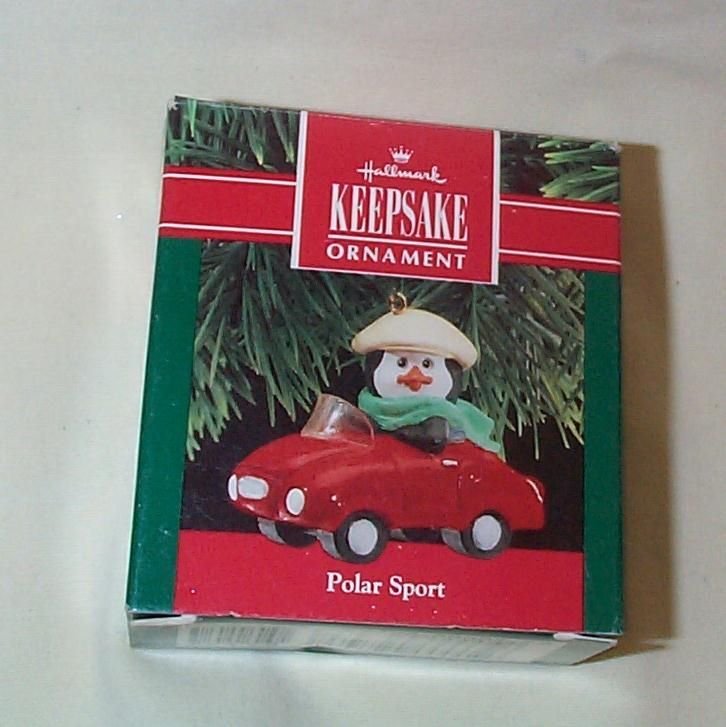 Hallmark
KEEPSAKE
ORNAMENT
Polar Sport